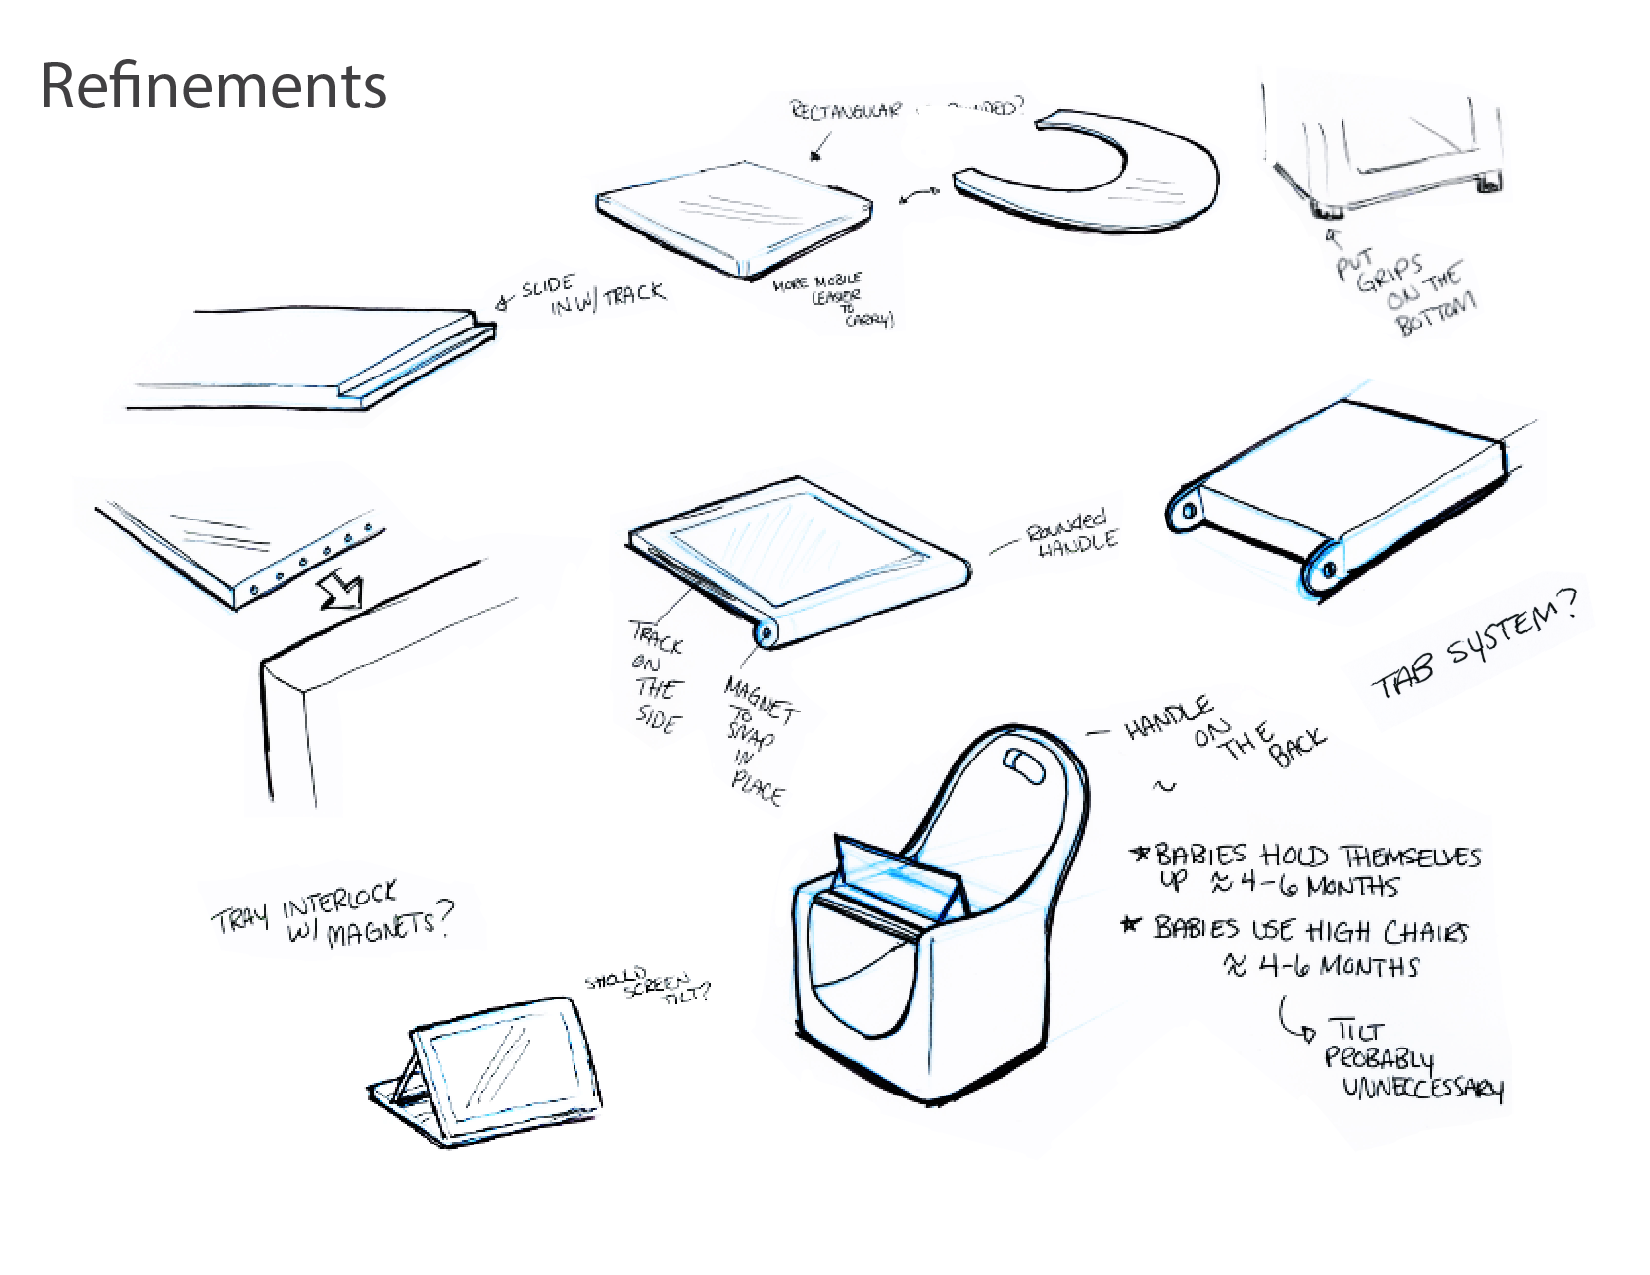 Refinements
RECTANGULAR
MORE MOBILE
(EASIER
TO
CARRY)
PUT
GRIPS
ON THE
BOTTOM
SLIDE
IN W/ TRACK
ROUNDED
HANDLE
TRACK
ON
THE
SIDE
MAGNET
TO
SNAP
IN
PLACE
TAB SYSTEM?
HANDLE
ON
THE
BACK
~
* BABIES HOLD THEMSELVES
UP ≈ 4-6 MONTHS
* BABIES USE HIGH CHAIRS
≈ 4-6 MONTHS
TILT
PROBABLY
UNNECCESSARY
TRAY INTERLOCK
W/ MAGNETS?
SHOULD
SCREEN
TILT?